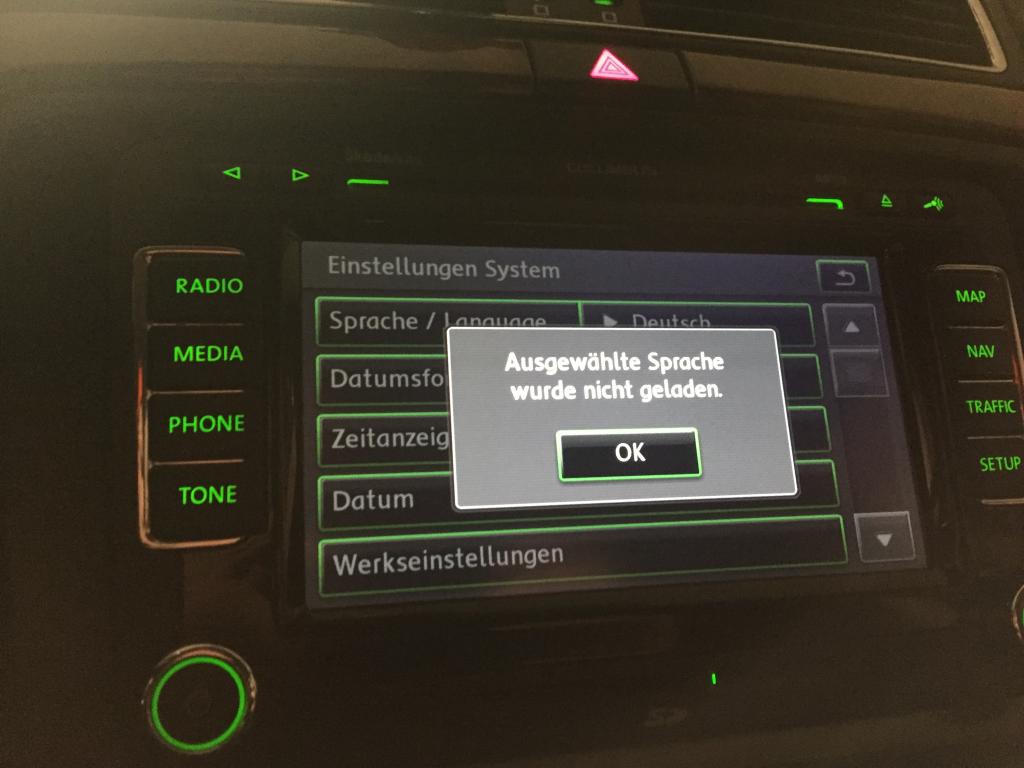 Einstellungen System
RADIO
MEDIA
PHONE
TONE
Sprache / Language
Deutsch
Datumsfo
Zeitanzeig
Datum
Werkseinstellungen
Ausgewählte Sprache
wurde nicht geladen.
OK
MAP
NAV
TRAFFIC
SETUP
SD